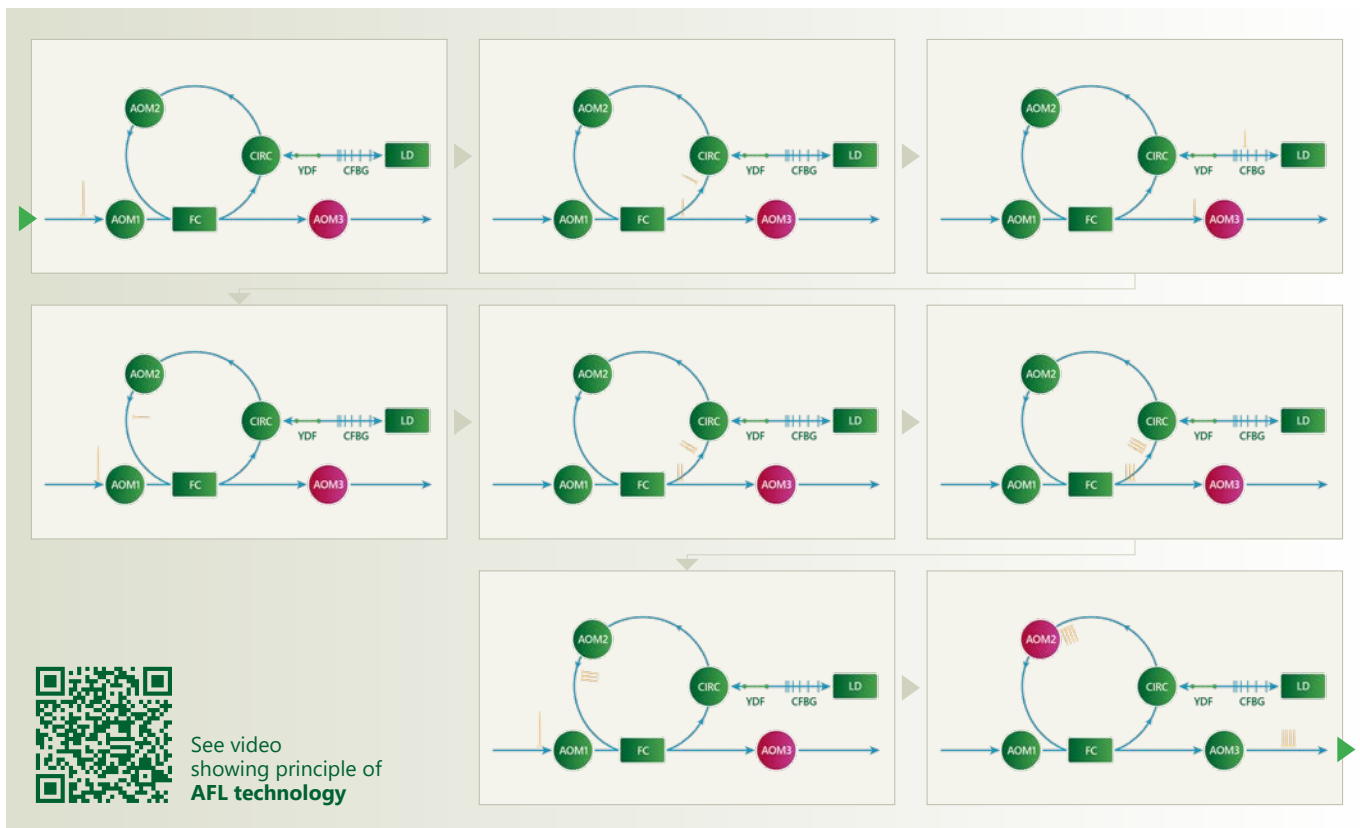 AOM2
CIRC
LD
YDF
CFBG
AOM1
FC
AOM3
AOM2
CIRC
LD
YDF
CFBG
AOM1
FC
AOM3
AOM2
CIRC
LD
YDF
CFBG
AOM1
FC
AOM3
AOM2
CIRC
LD
YDF
CFBG
AOM1
FC
AOM3
AOM2
CIRC
LD
YDF
CFBG
AOM1
FC
AOM3
AOM2
CIRC
LD
YDF
CFBG
AOM1
FC
AOM3
AOM2
CIRC
LD
YDF
CFBG
AOM1
FC
AOM3
AOM2
CIRC
LD
YDF
CFBG
AOM1
FC
AOM3
See video
showing principle of
AFL technology